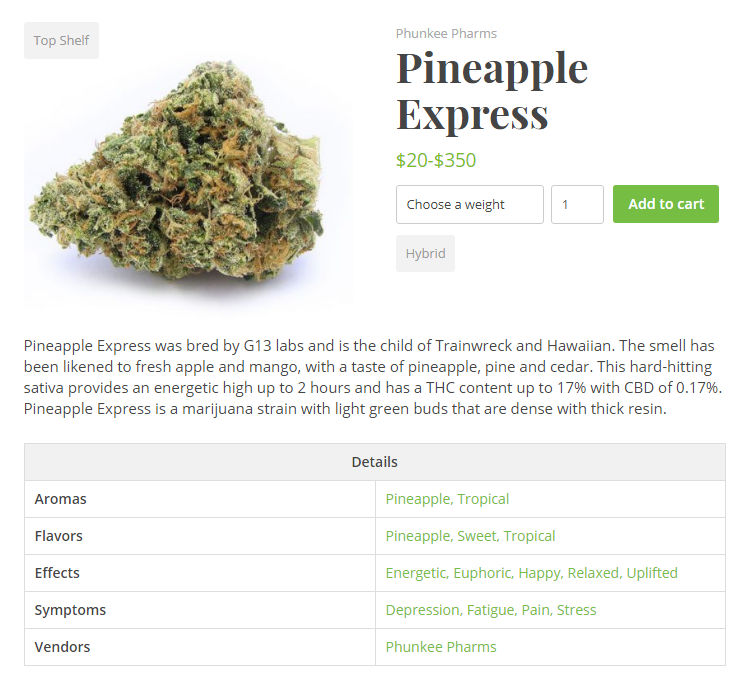 Top Shelf
Phunkee Pharms
Pineapple
Express
$20-$350
Choose a weight
1
Add to cart
Hybrid
Pineapple Express was bred by G13 labs and is the child of Trainwreck and Hawaiian. The smell has
been likened to fresh apple and mango, with a taste of pineapple, pine and cedar. This hard-hitting
sativa provides an energetic high up to 2 hours and has a THC content up to 17% with CBD of 0.17%.
Pineapple Express is a marijuana strain with light green buds that are dense with thick resin.
Details
Aromas Pineapple, Tropical
Flavors Pineapple, Sweet, Tropical
Effects Energetic, Euphoric, Happy, Relaxed, Uplifted
Symptoms Depression, Fatigue, Pain, Stress
Vendors Phunkee Pharms